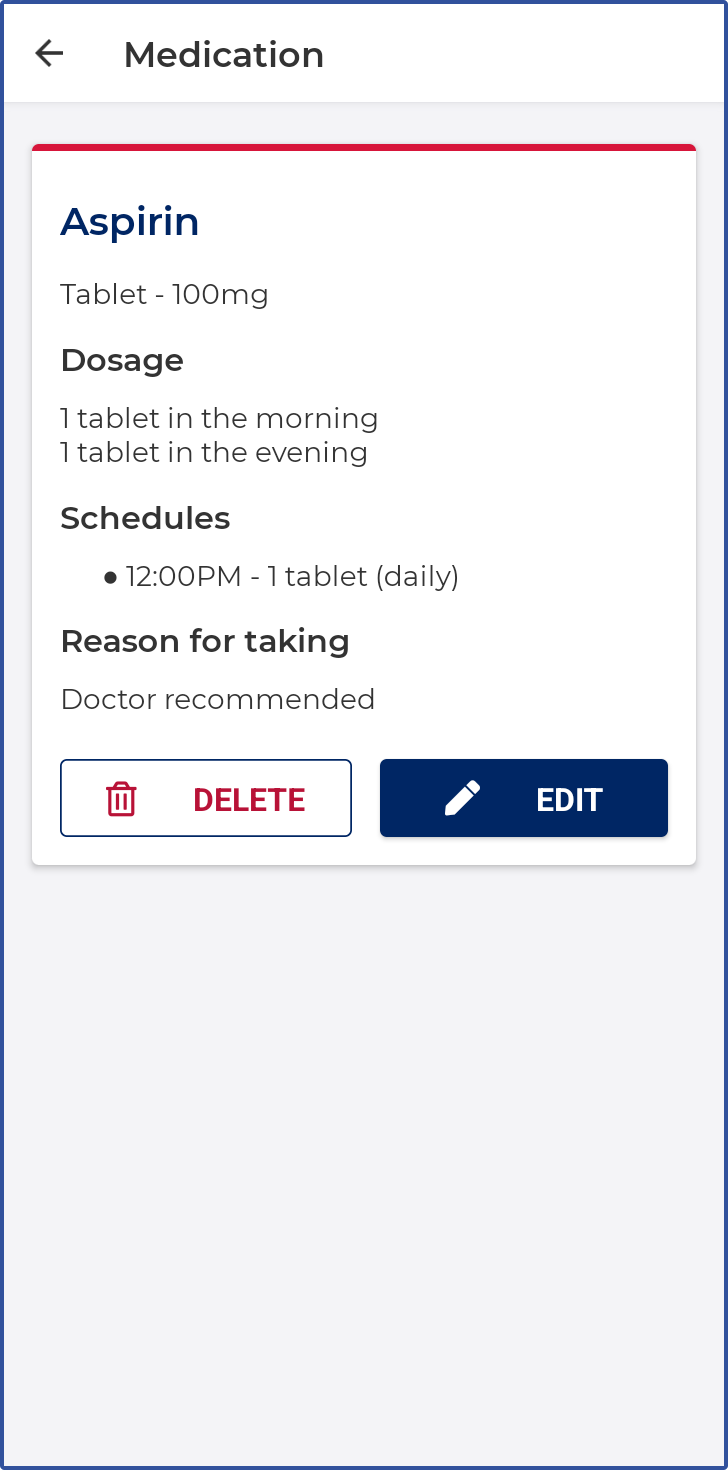 Medication
Aspirin
Tablet - 100mg
Dosage
1 tablet in the morning
1 tablet in the evening
Schedules
● 12:00PM - 1 tablet (daily)
Reason for taking
Doctor recommended
DELETE EDIT